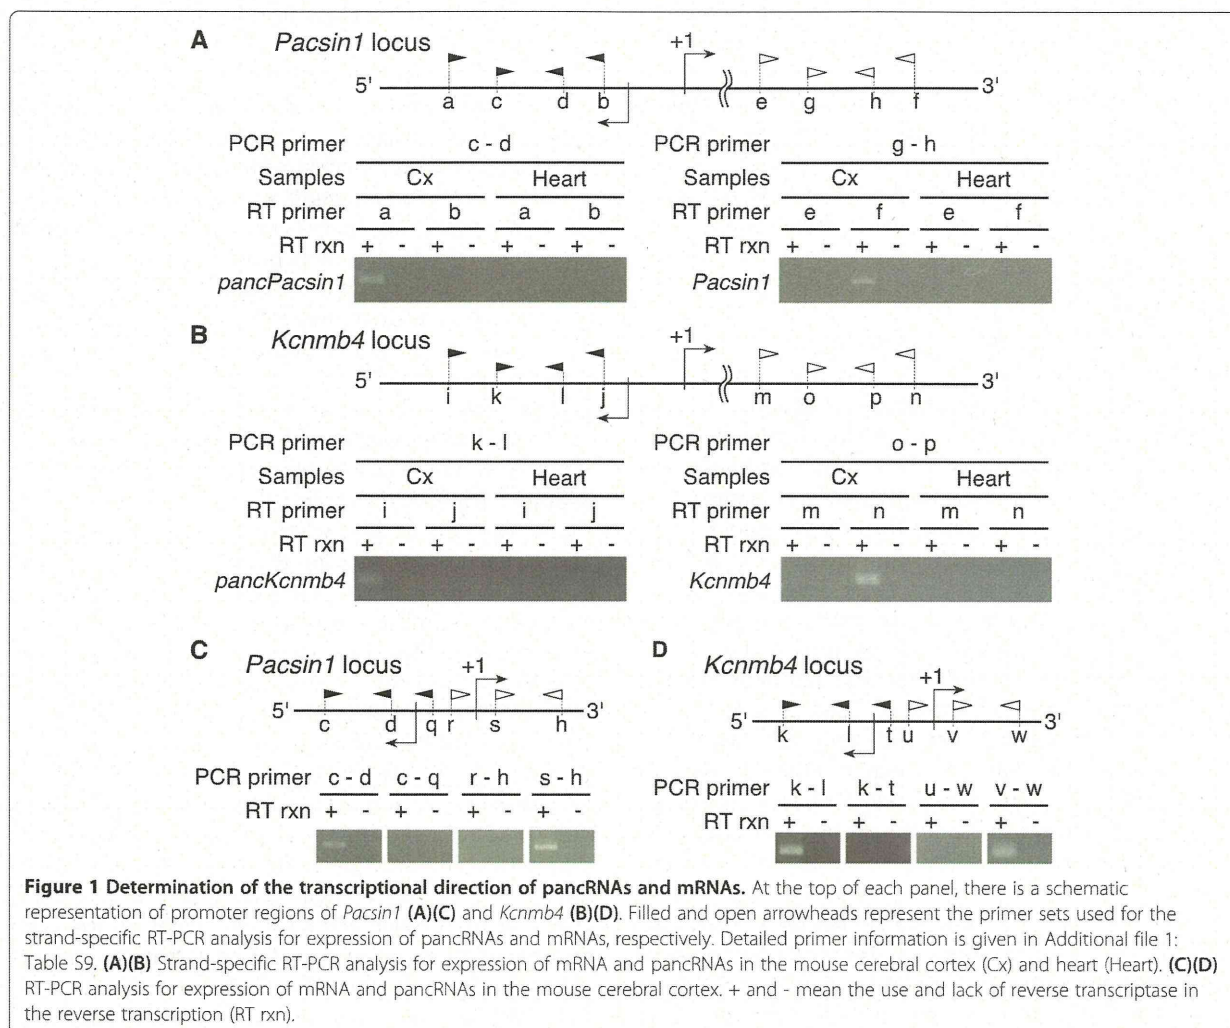 A
Pacsin1 locus
+1
5'
3'
a c d b e g h f
PCR primer c - d
Samples Cx Heart
RT primer a b a b
RT rxn + - + - + - + -
pancPacsin1
PCR primer g - h
Samples Cx Heart
RT primer e f e f
RT rxn + - + - + - + -
Pacsin1
B
Kcnmb4 locus
+1
5'
3'
i k l j m o p n
PCR primer k - l
Samples Cx Heart
RT primer i j i j
RT rxn + - + - + - + -
pancKcnmb4
PCR primer o - p
Samples Cx Heart
RT primer m n m n
RT rxn + - + - + - + -
Kcnmb4
C
Pacsin1 locus
+1
5'
3'
c d q r s h
PCR primer c - d c - q r - h s - h
RT rxn + - + - + - + -
D
Kcnmb4 locus
+1
5'
3'
k l t u v w
PCR primer k - l k - t u - w v - w
RT rxn + - + - + - + -
Figure 1 Determination of the transcriptional direction of pancRNAs and mRNAs. At the top of each panel, there is a schematic
representation of promoter regions of Pacsin1 (A)(C) and Kcnmb4 (B)(D). Filled and open arrowheads represent the primer sets used for the
strand-specific RT-PCR analysis for expression of pancRNAs and mRNAs, respectively. Detailed primer information is given in Additional file 1:
Table S9. (A)(B) Strand-specific RT-PCR analysis for expression of mRNA and pancRNAs in the mouse cerebral cortex (Cx) and heart (Heart). (C)(D)
RT-PCR analysis for expression of mRNA and pancRNAs in the mouse cerebral cortex. + and - mean the use and lack of reverse transcriptase in
the reverse transcription (RT rxn).